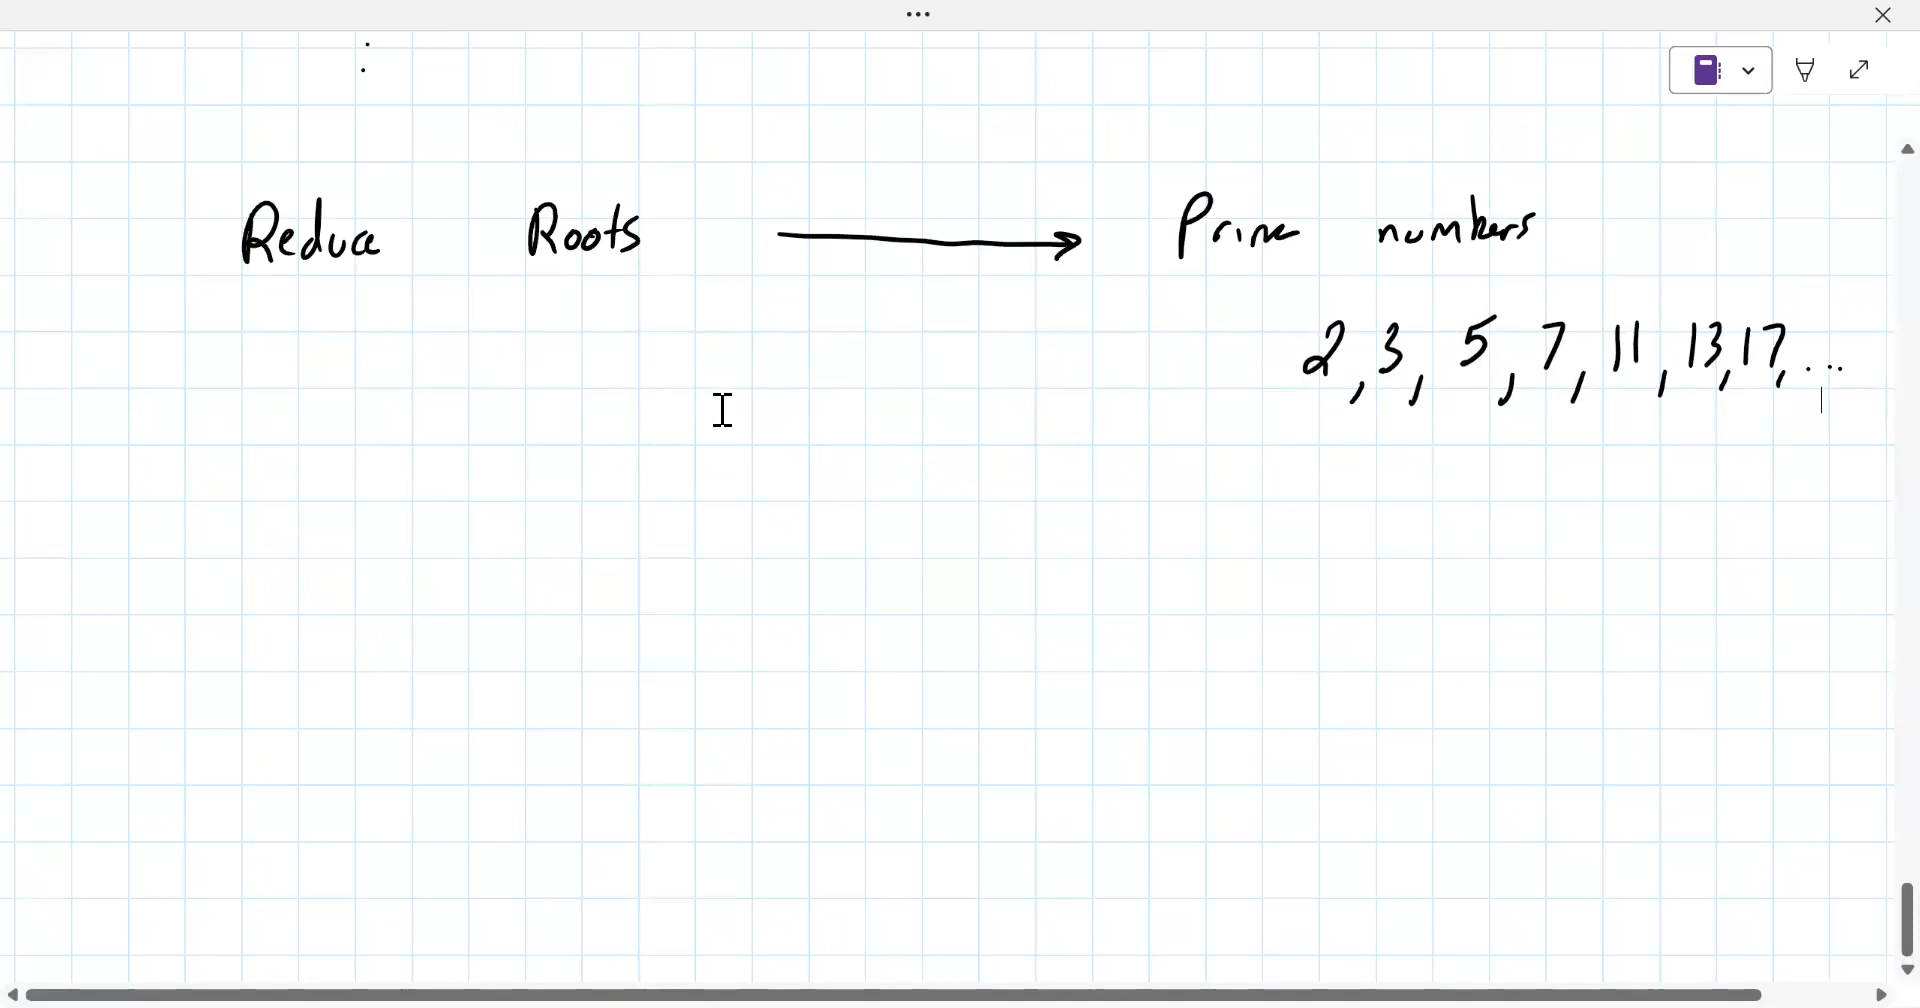 Reduce Roots → Prime numbers
2, 3, 5, 7, 11, 13, 17, ...